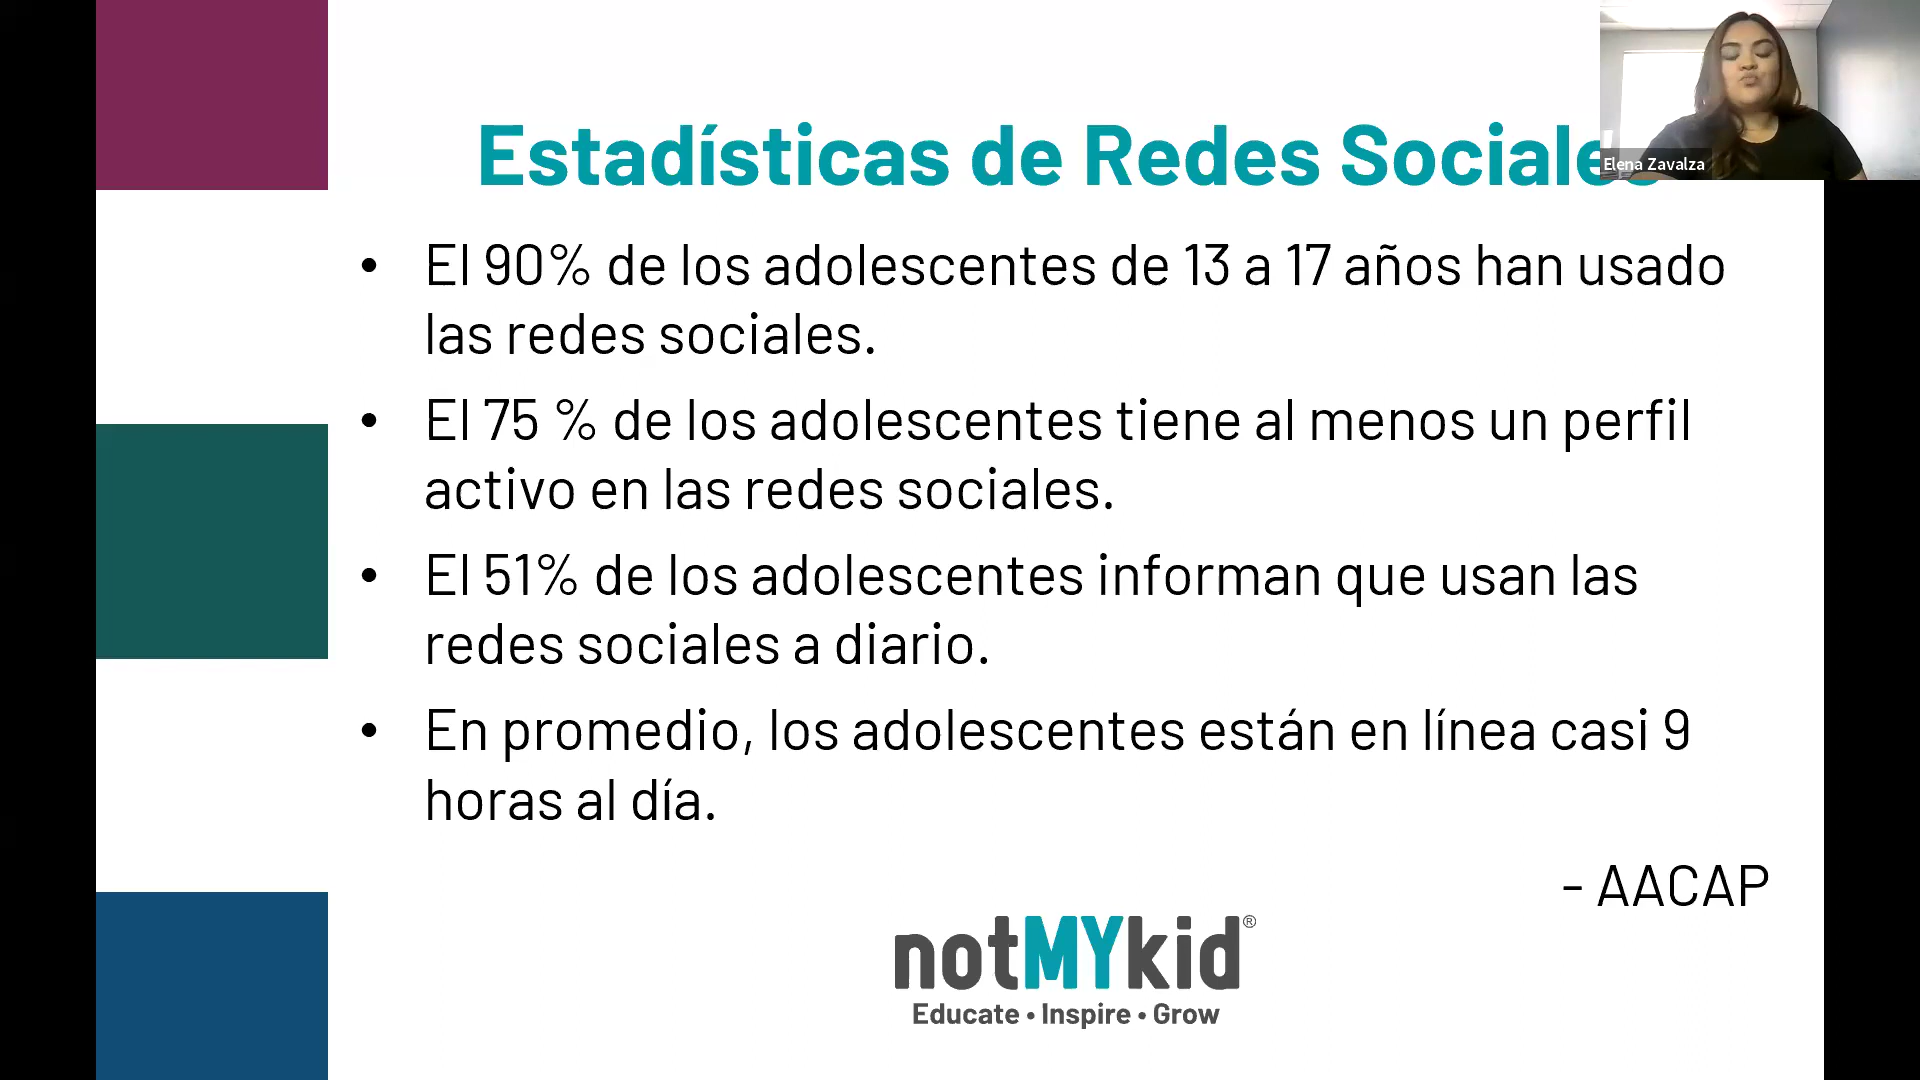 Estadísticas de Redes Sociales
Elena Zavalza
• El 90% de los adolescentes de 13 a 17 años han usado
las redes sociales.
• El 75 % de los adolescentes tiene al menos un perfil
activo en las redes sociales.
• El 51% de los adolescentes informan que usan las
redes sociales a diario.
• En promedio, los adolescentes están en línea casi 9
horas al día.
- AACAP
notMYkid®
Educate • Inspire • Grow